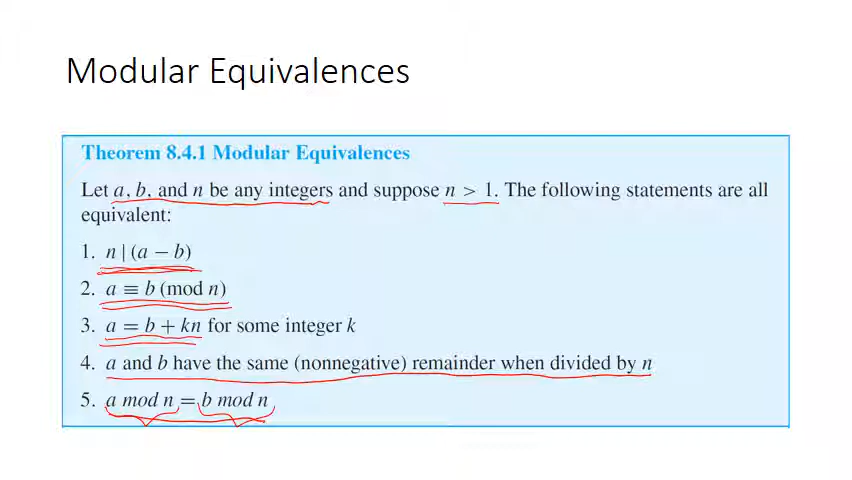 Modular Equivalences
Theorem 8.4.1 Modular Equivalences
Let a, b, and n be any integers and suppose n > 1. The following statements are all
equivalent:
1. n | (a − b)
2. a ≡ b (mod n)
3. a = b + kn for some integer k
4. a and b have the same (nonnegative) remainder when divided by n
5. a mod n = b mod n